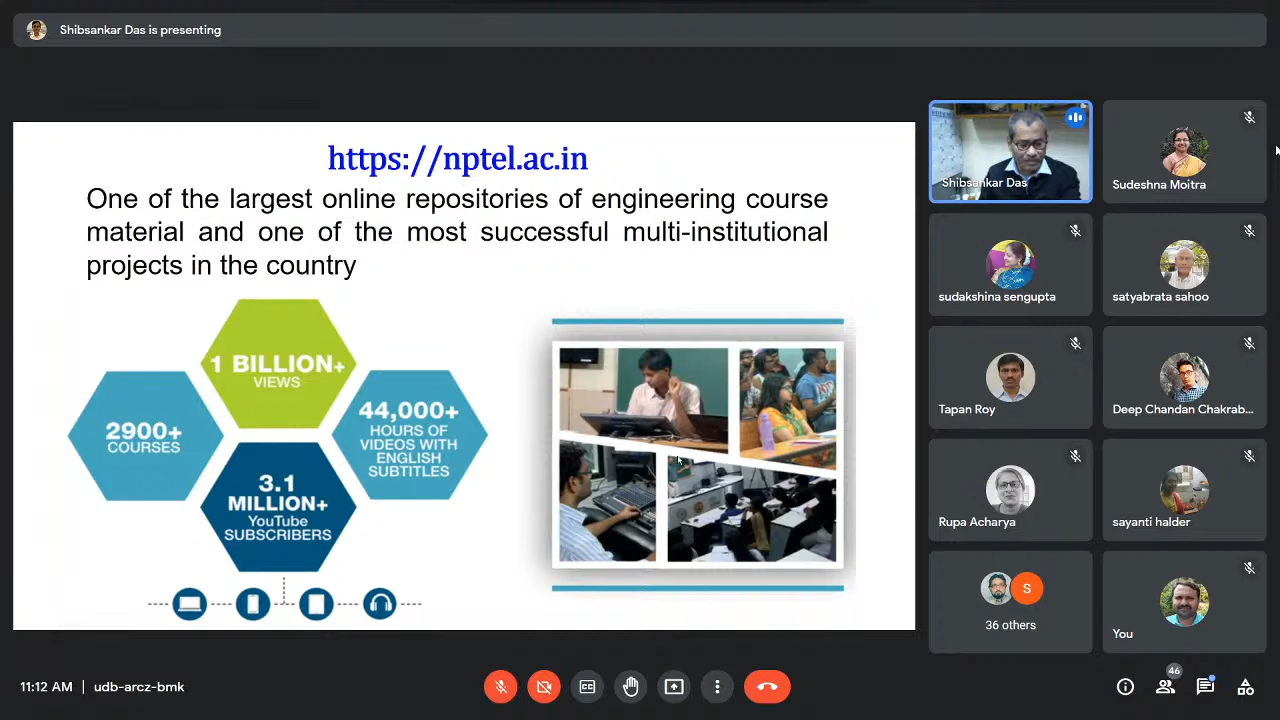 Shibsankar Das is presenting
https://nptel.ac.in
One of the largest online repositories of engineering course
material and one of the most successful multi-institutional
projects in the country
1 BILLION+
VIEWS
2900+
COURSES
44,000+
HOURS OF
VIDEOS WITH
ENGLISH
SUBTITLES
3.1
MILLION+
YouTube
SUBSCRIBERS
Shibsankar Das
Sudeshna Moitra
sudakshina sengupta
satyabrata sahoo
Tapan Roy
Deep Chandan Chakrab...
Rupa Acharya
sayanti halder
S
36 others
You
11:12 AM | udb-arcz-bmk
46